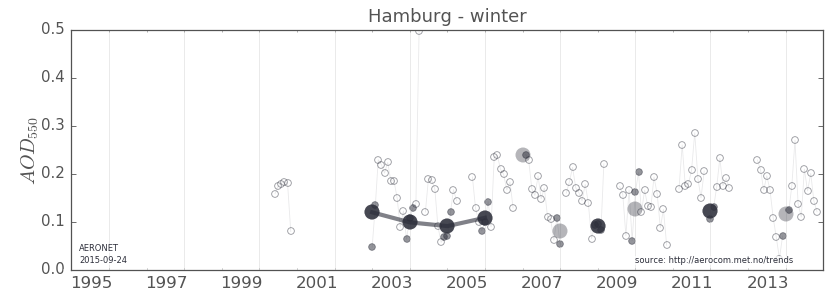 Hamburg - winter
0.5
0.4
0.3
0.2
0.1
0.0
AOD550
AERONET
2015-09-24
source: http://aerocom.met.no/trends
1995 1997 1999 2001 2003 2005 2007 2009 2011 2013